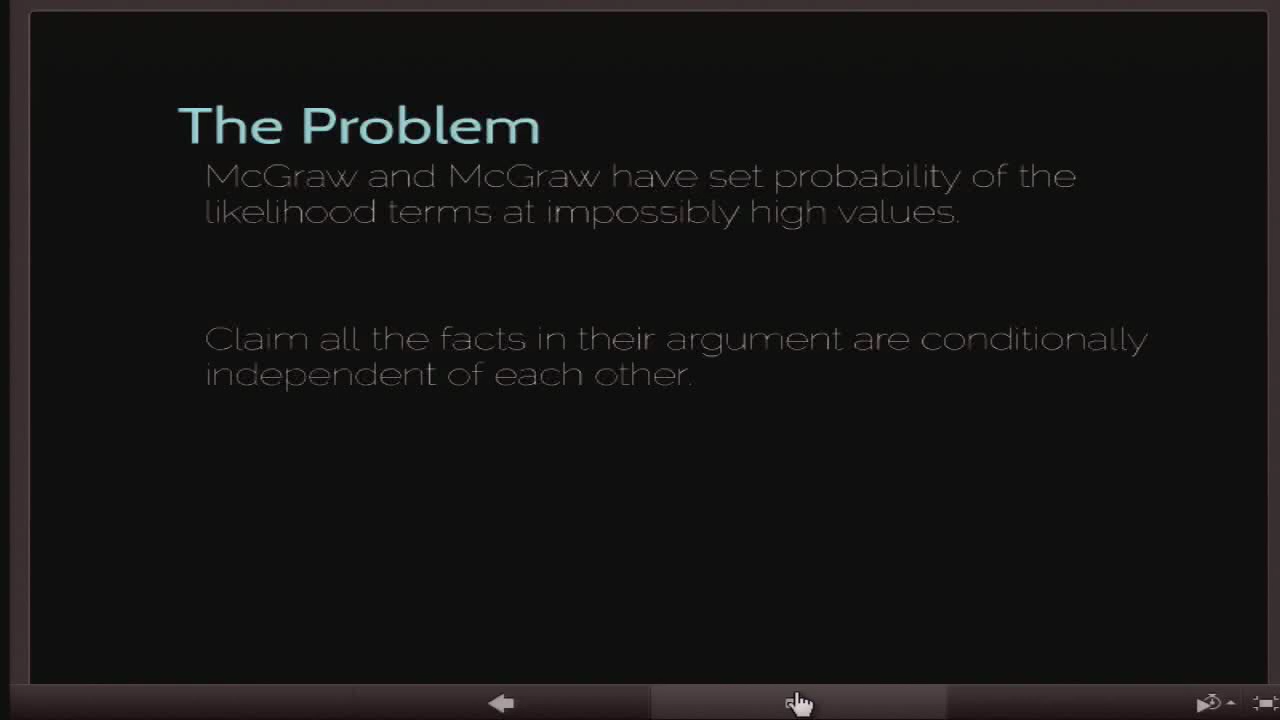 The Problem
McGraw and McGraw have set probability of the
likelihood terms at impossibly high values.
Claim all the facts in their argument are conditionally
independent of each other.